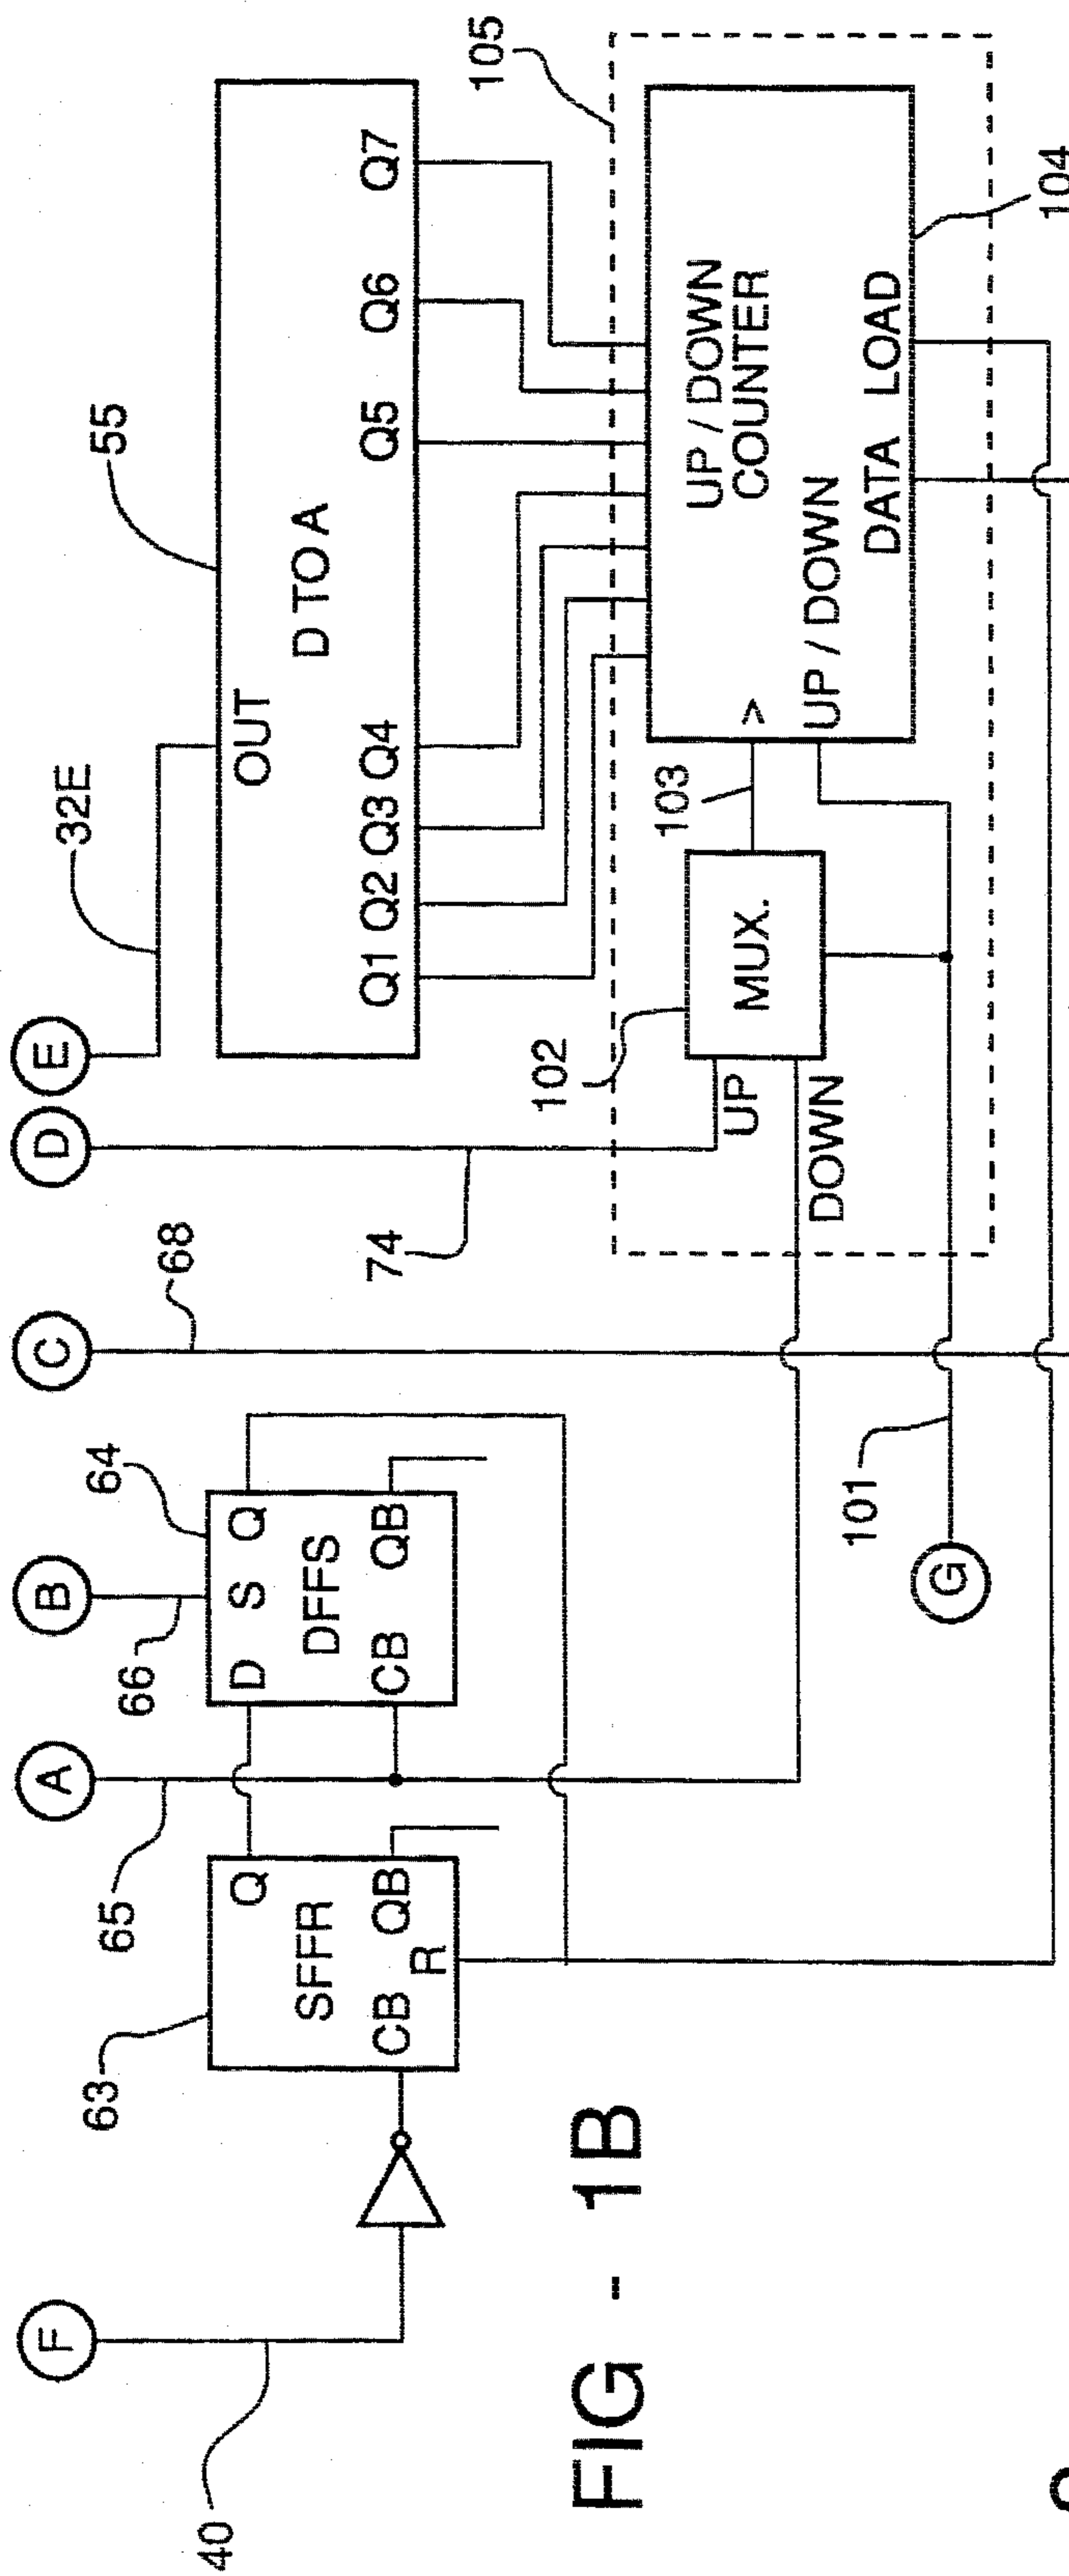 F
A
B
C
D
E
40
63
65
66
64
68
74
32E
55
105
SFFR
Q
CB
QB
R
DFFS
D
S
Q
CB
QB
OUT
D TO A
Q1
Q2
Q3
Q4
Q5
Q6
Q7
102
UP
DOWN
MUX.
103
>
UP / DOWN
COUNTER
UP / DOWN
DATA
LOAD
104
101
G
FIG - 1B